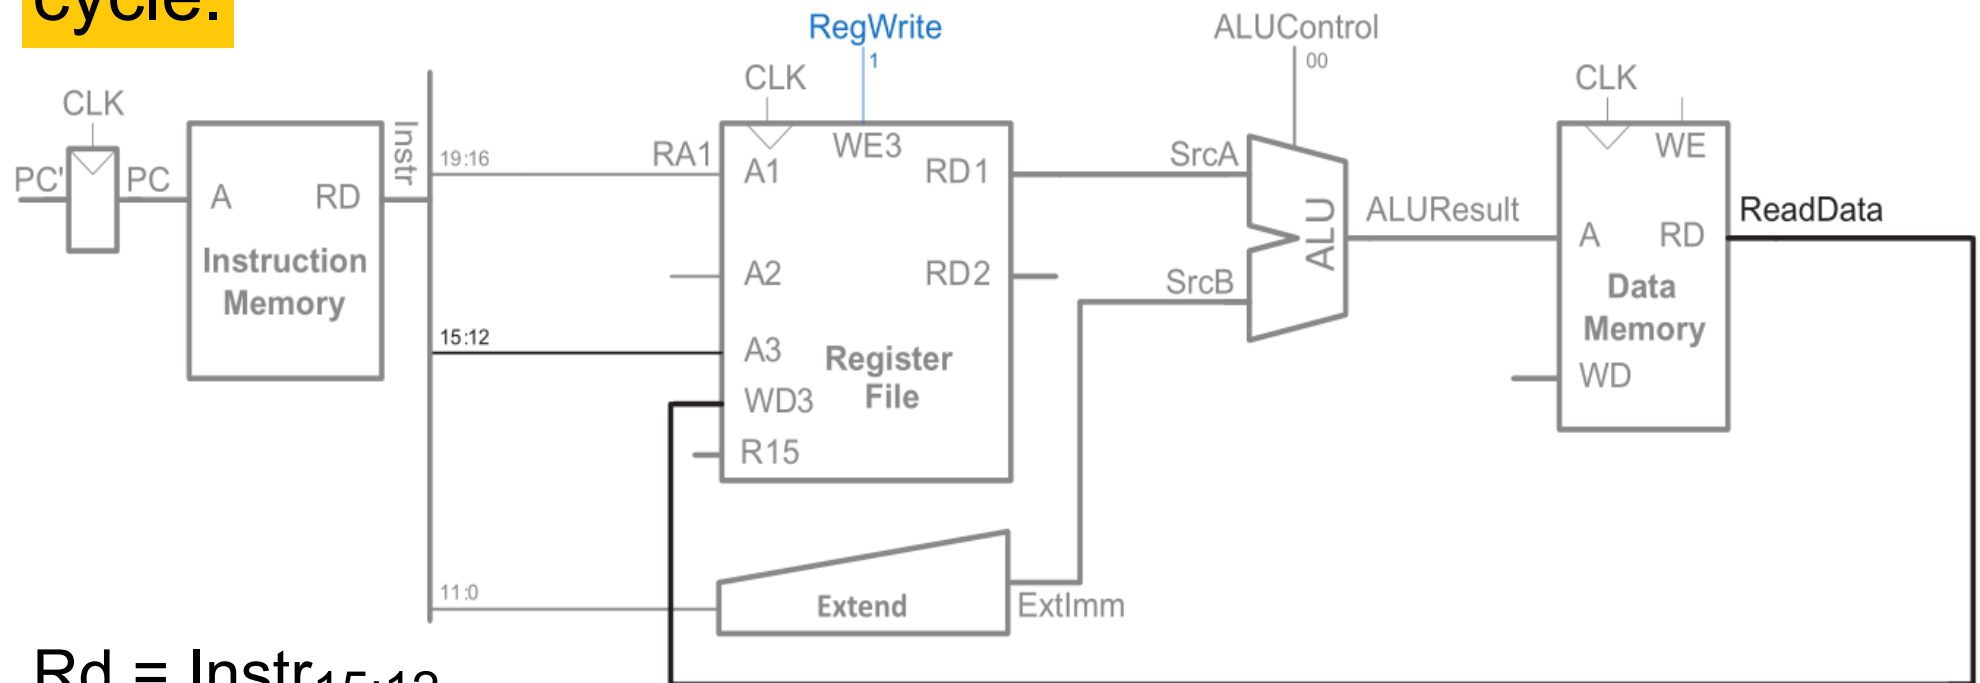 cycle.
RegWrite
ALUControl
1
00
CLK
CLK
CLK
CLK
Instr
19:16
RA1
A1
WE3
RD1
SrcA
WE
PC'
PC
A
RD
ALUResult
ReadData
ALU
A
RD
Instruction
Memory
A2
RD2
SrcB
Data
Memory
15:12
A3
Register
File
WD
WD3
R15
11:0
Extend
ExtImm
Rd = Instr15:12